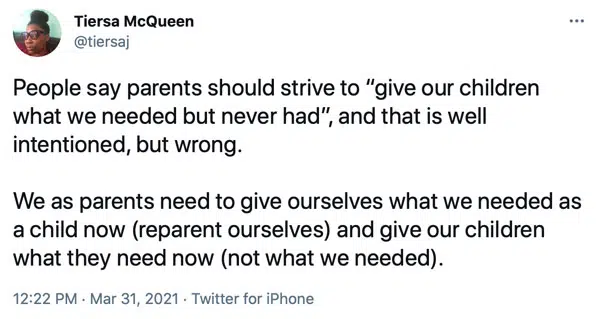 Tiersa McQueen
@tiersaj
People say parents should strive to “give our children
what we needed but never had”, and that is well
intentioned, but wrong.
We as parents need to give ourselves what we needed as
a child now (reparent ourselves) and give our children
what they need now (not what we needed).
12:22 PM · Mar 31, 2021 · Twitter for iPhone